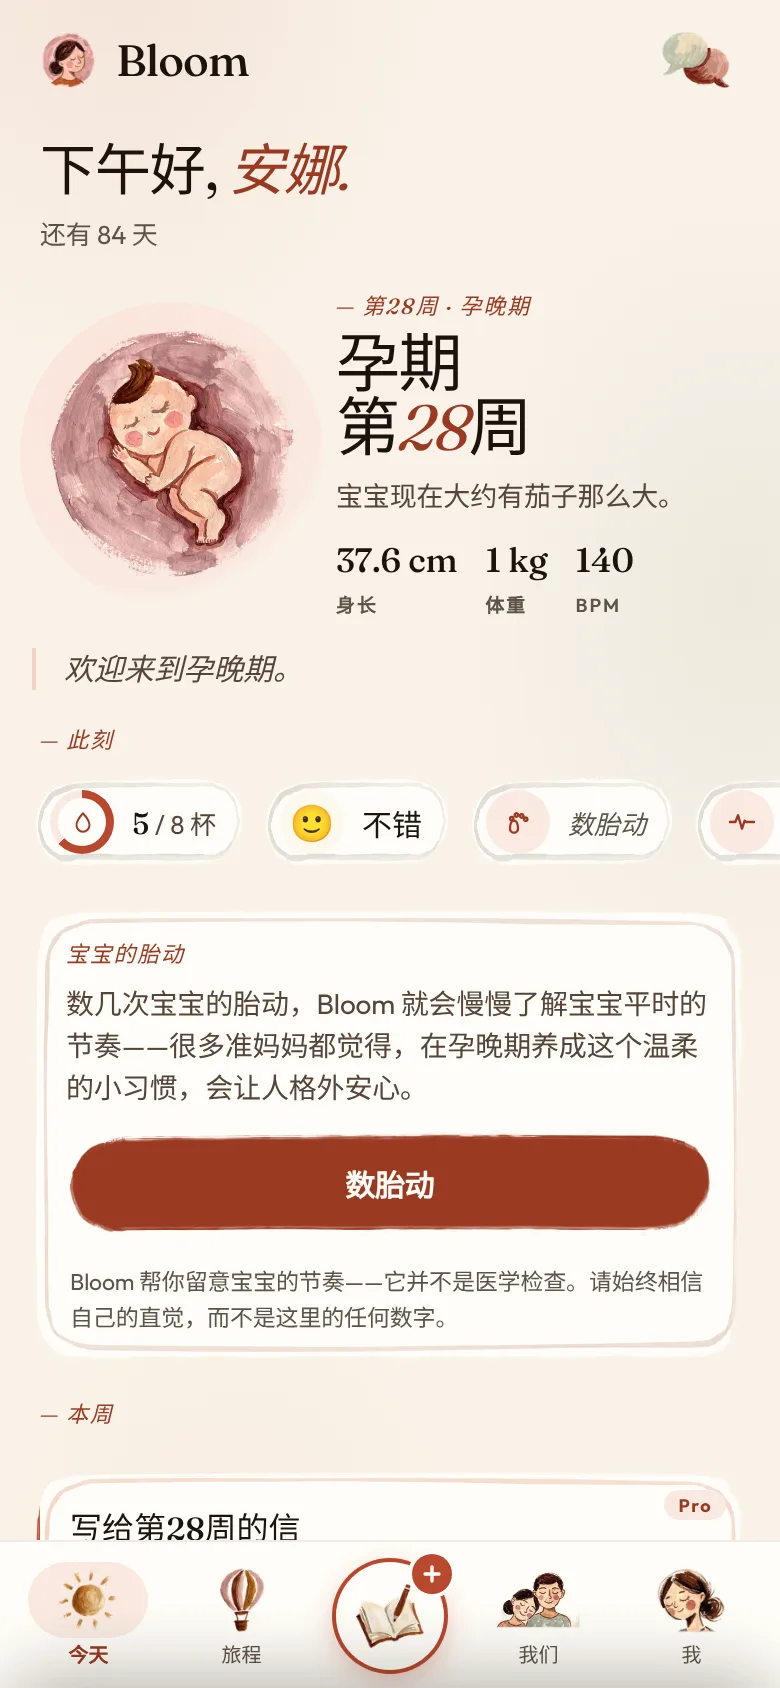 Bloom
下午好, 安娜.
还有 84 天
— 第28周 · 孕晚期
孕期
第28周
宝宝现在大约有茄子那么大。
37.6 cm 1 kg 140
身长 体重 BPM
欢迎来到孕晚期。
— 此刻
5 / 8 杯 不错 数胎动
宝宝的胎动
数几次宝宝的胎动，Bloom 就会慢慢了解宝宝平时的
节奏——很多准妈妈都觉得，在孕晚期养成这个温柔
的小习惯，会让人格外安心。
数胎动
Bloom 帮你留意宝宝的节奏——它并不是医学检查。请始终相信
自己的直觉，而不是这里的任何数字。
— 本周
Pro
写给第28周的信
今天 旅程 我们 我